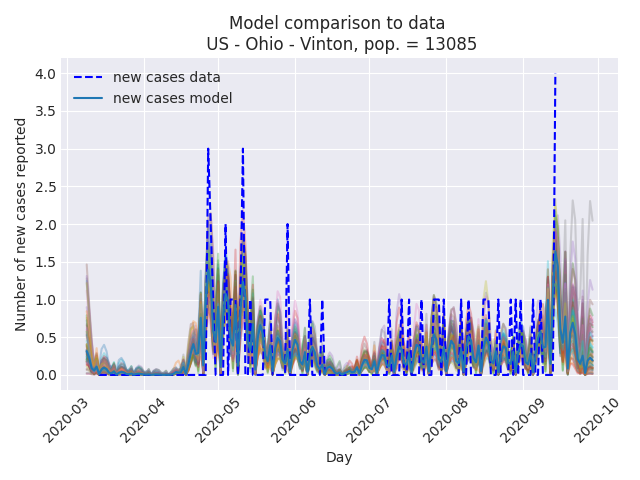 Model comparison to data
US - Ohio - Vinton, pop. = 13085
new cases data
new cases model
Number of new cases reported
4.0
3.5
3.0
2.5
2.0
1.5
1.0
0.5
0.0
2020-03
2020-04
2020-05
2020-06
2020-07
2020-08
2020-09
2020-10
Day